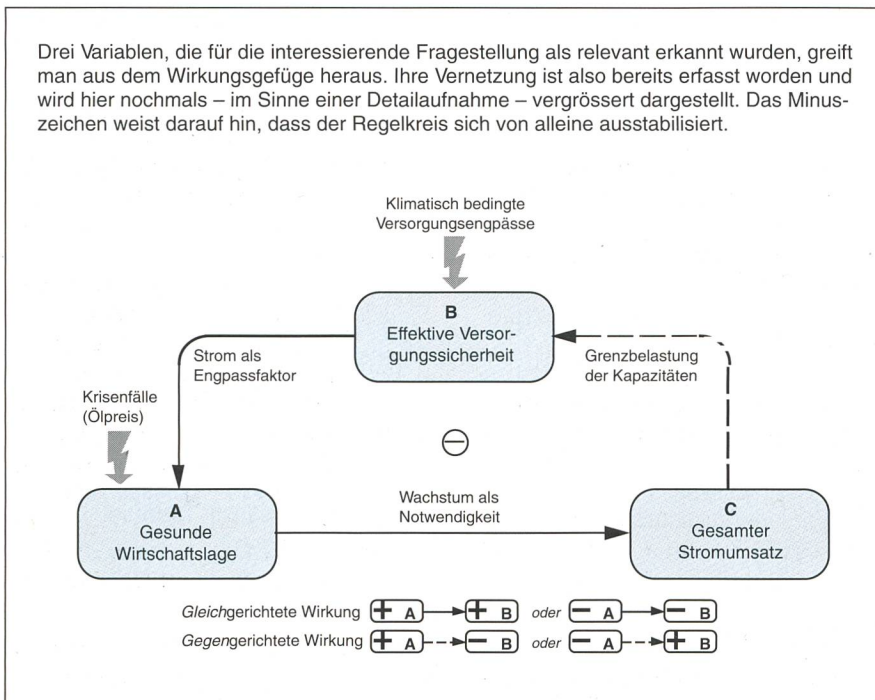 Drei Variablen, die für die interessierende Fragestellung als relevant erkannt wurden, greift
man aus dem Wirkungsgefüge heraus. Ihre Vernetzung ist also bereits erfasst worden und
wird hier nochmals – im Sinne einer Detailaufnahme – vergrössert dargestellt. Das Minus-
zeichen weist darauf hin, dass der Regelkreis sich von alleine ausstabilisiert.
Klimatisch bedingte
Versorgungsengpässe
B
Effektive Versor-
gungssicherheit
Strom als
Engpassfaktor
Grenzbelastung
der Kapazitäten
Krisenfälle
(Ölpreis)
−
A
Gesunde
Wirtschaftslage
Wachstum als
Notwendigkeit
C
Gesamter
Stromumsatz
Gleichgerichtete Wirkung + A + B oder − A − B
Gegengerichtete Wirkung + A − B oder − A + B